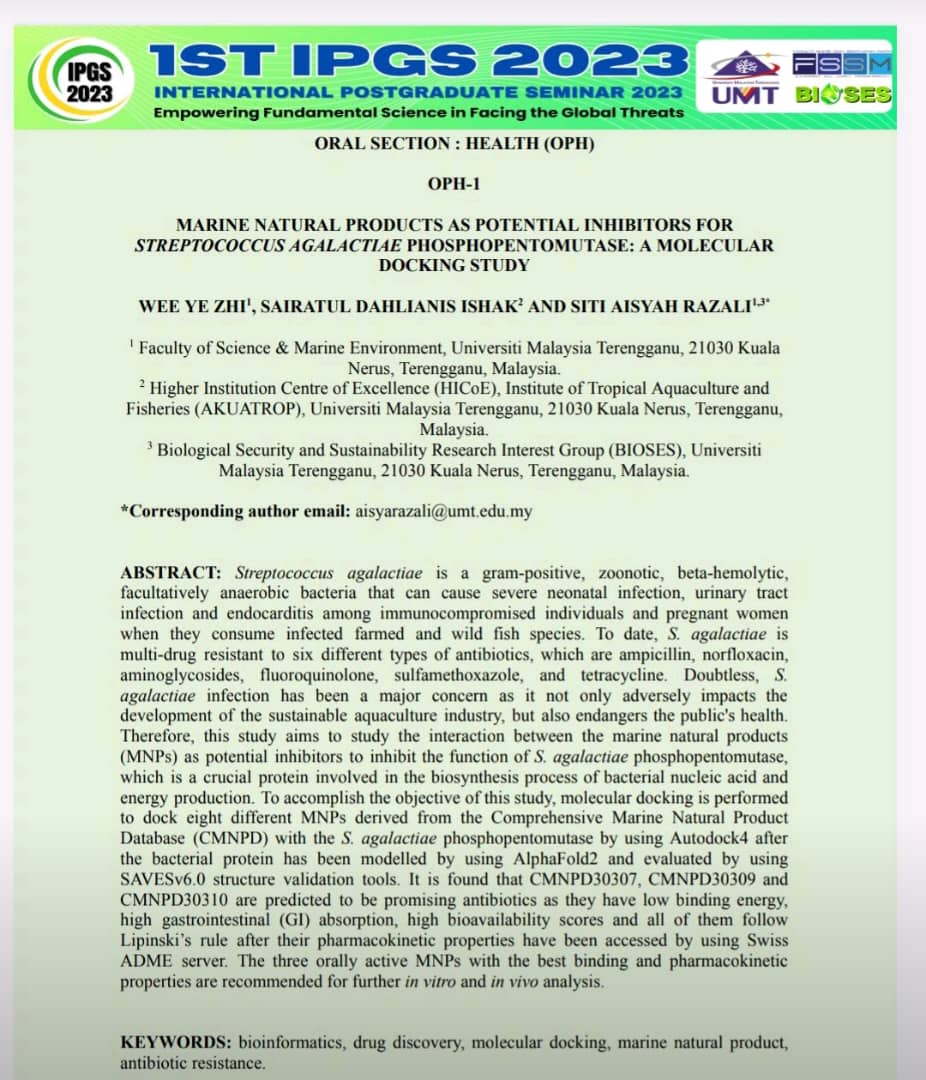 IPGS
2023
1ST IPGS 2023
INTERNATIONAL POSTGRADUATE SEMINAR 2023
Empowering Fundamental Science in Facing the Global Threats
UMT
FSSM
BIOSES
ORAL SECTION : HEALTH (OPH)
OPH-1
MARINE NATURAL PRODUCTS AS POTENTIAL INHIBITORS FOR
STREPTOCOCCUS AGALACTIAE PHOSPHOPENTOMUTASE: A MOLECULAR
DOCKING STUDY
WEE YE ZHI¹, SAIRATUL DAHLIANIS ISHAK² AND SITI AISYAH RAZALI¹,³*
¹ Faculty of Science & Marine Environment, Universiti Malaysia Terengganu, 21030 Kuala
Nerus, Terengganu, Malaysia.
² Higher Institution Centre of Excellence (HICoE), Institute of Tropical Aquaculture and
Fisheries (AKUATROP), Universiti Malaysia Terengganu, 21030 Kuala Nerus, Terengganu,
Malaysia.
³ Biological Security and Sustainability Research Interest Group (BIOSES), Universiti
Malaysia Terengganu, 21030 Kuala Nerus, Terengganu, Malaysia.
*Corresponding author email: aisyarazali@umt.edu.my
ABSTRACT: Streptococcus agalactiae is a gram-positive, zoonotic, beta-hemolytic,
facultatively anaerobic bacteria that can cause severe neonatal infection, urinary tract
infection and endocarditis among immunocompromised individuals and pregnant women
when they consume infected farmed and wild fish species. To date, S. agalactiae is
multi-drug resistant to six different types of antibiotics, which are ampicillin, norfloxacin,
aminoglycosides, fluoroquinolone, sulfamethoxazole, and tetracycline. Doubtless, S.
agalactiae infection has been a major concern as it not only adversely impacts the
development of the sustainable aquaculture industry, but also endangers the public's health.
Therefore, this study aims to study the interaction between the marine natural products
(MNPs) as potential inhibitors to inhibit the function of S. agalactiae phosphopentomutase,
which is a crucial protein involved in the biosynthesis process of bacterial nucleic acid and
energy production. To accomplish the objective of this study, molecular docking is performed
to dock eight different MNPs derived from the Comprehensive Marine Natural Product
Database (CMNPD) with the S. agalactiae phosphopentomutase by using Autodock4 after
the bacterial protein has been modelled by using AlphaFold2 and evaluated by using
SAVESv6.0 structure validation tools. It is found that CMNPD30307, CMNPD30309 and
CMNPD30310 are predicted to be promising antibiotics as they have low binding energy,
high gastrointestinal (GI) absorption, high bioavailability scores and all of them follow
Lipinski's rule after their pharmacokinetic properties have been accessed by using Swiss
ADME server. The three orally active MNPs with the best binding and pharmacokinetic
properties are recommended for further in vitro and in vivo analysis.
KEYWORDS: bioinformatics, drug discovery, molecular docking, marine natural product,
antibiotic resistance.